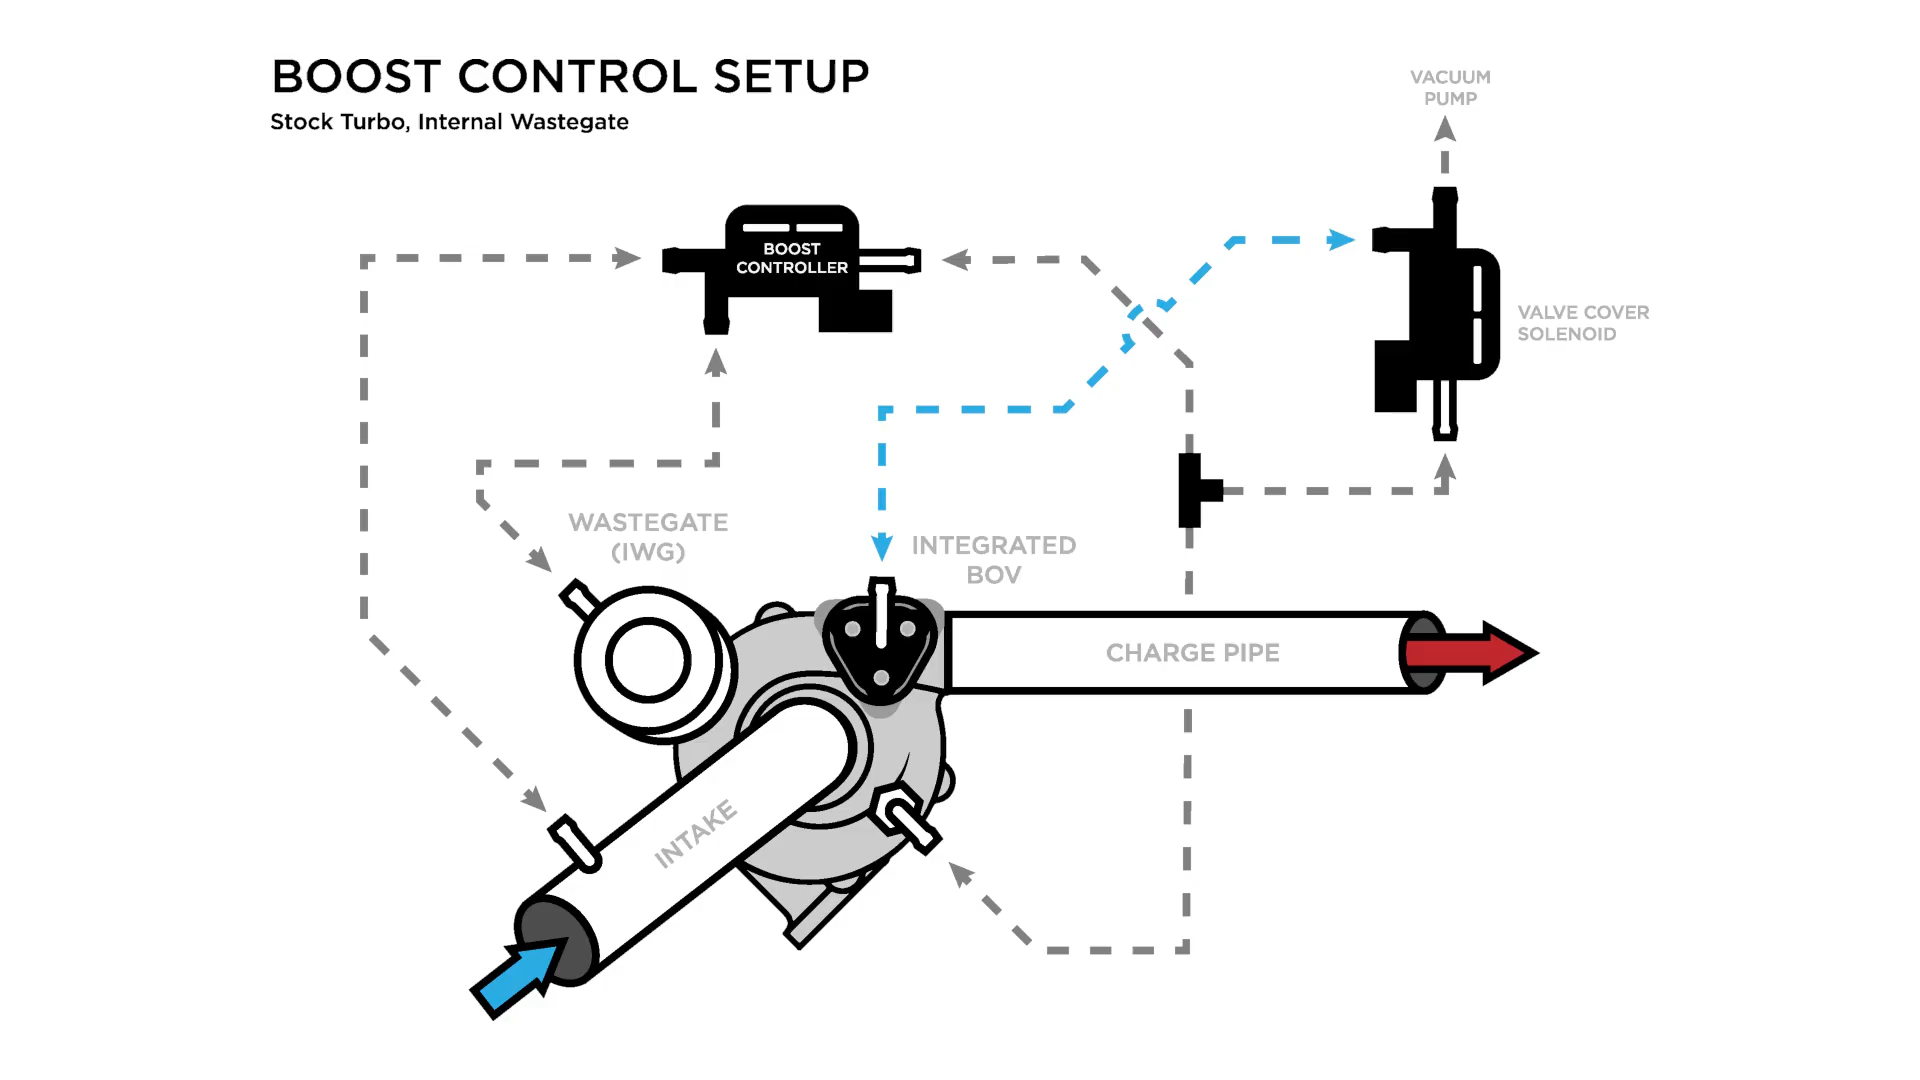 BOOST CONTROL SETUP
Stock Turbo, Internal Wastegate
VACUUM
PUMP
BOOST
CONTROLLER
VALVE COVER
SOLENOID
WASTEGATE
(IWG)
INTEGRATED
BOV
CHARGE PIPE
INTAKE